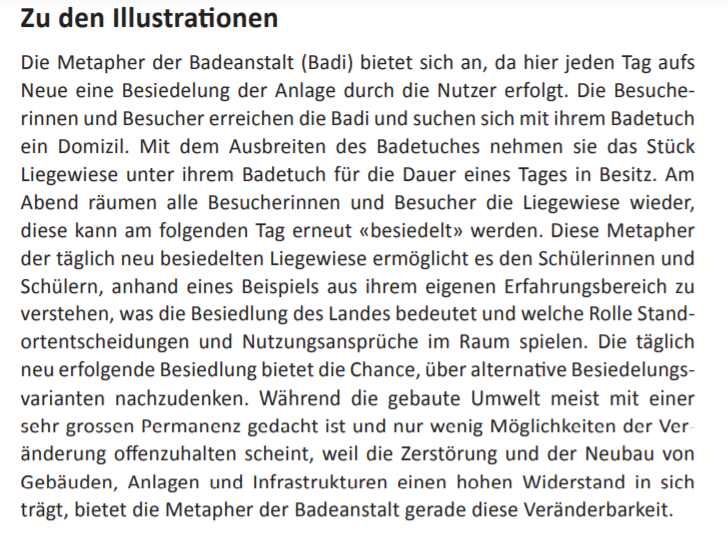 Zu den Illustrationen
Die Metapher der Badeanstalt (Badi) bietet sich an, da hier jeden Tag aufs
Neue eine Besiedelung der Anlage durch die Nutzer erfolgt. Die Besuche-
rinnen und Besucher erreichen die Badi und suchen sich mit ihrem Badetuch
ein Domizil. Mit dem Ausbreiten des Badetuches nehmen sie das Stück
Liegewiese unter ihrem Badetuch für die Dauer eines Tages in Besitz. Am
Abend räumen alle Besucherinnen und Besucher die Liegewiese wieder,
diese kann am folgenden Tag erneut «besiedelt» werden. Diese Metapher
der täglich neu besiedelten Liegewiese ermöglicht es den Schülerinnen und
Schülern, anhand eines Beispiels aus ihrem eigenen Erfahrungsbereich zu
verstehen, was die Besiedlung des Landes bedeutet und welche Rolle Stand-
ortentscheidungen und Nutzungsansprüche im Raum spielen. Die täglich
neu erfolgende Besiedlung bietet die Chance, über alternative Besiedelungs-
varianten nachzudenken. Während die gebaute Umwelt meist mit einer
sehr grossen Permanenz gedacht ist und nur wenig Möglichkeiten der Ver-
änderung offenzuhalten scheint, weil die Zerstörung und der Neubau von
Gebäuden, Anlagen und Infrastrukturen einen hohen Widerstand in sich
trägt, bietet die Metapher der Badeanstalt gerade diese Veränderbarkeit.